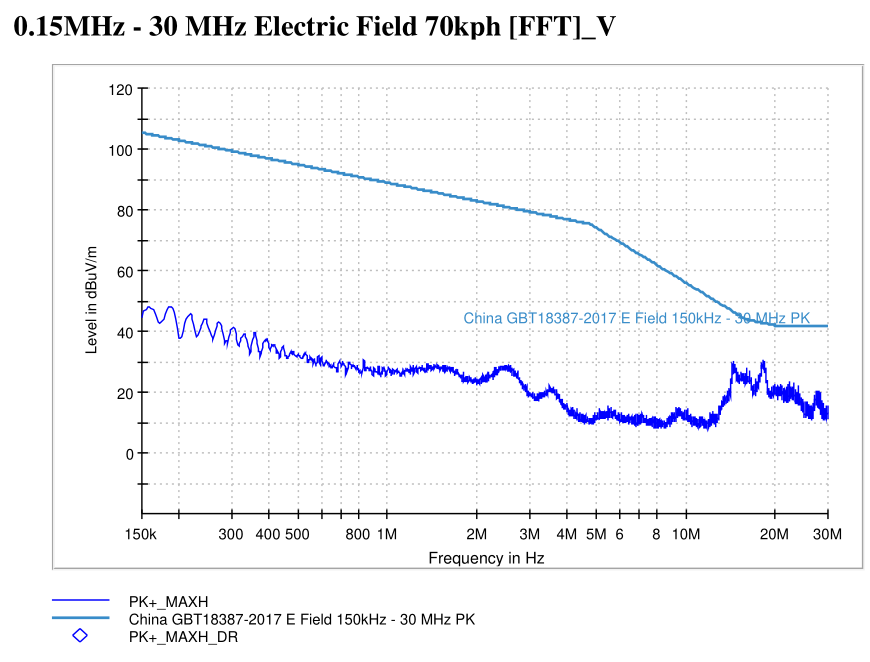 0.15MHz - 30 MHz Electric Field 70kph [FFT]_V
120
100
80
60
40
20
0
Level in dBuV/m
China GBT18387-2017 E Field 150kHz - 30 MHz PK
150k 300 400 500 800 1M 2M 3M 4M 5M 6 8 10M 20M 30M
Frequency in Hz
PK+_MAXH
China GBT18387-2017 E Field 150kHz - 30 MHz PK
PK+_MAXH_DR